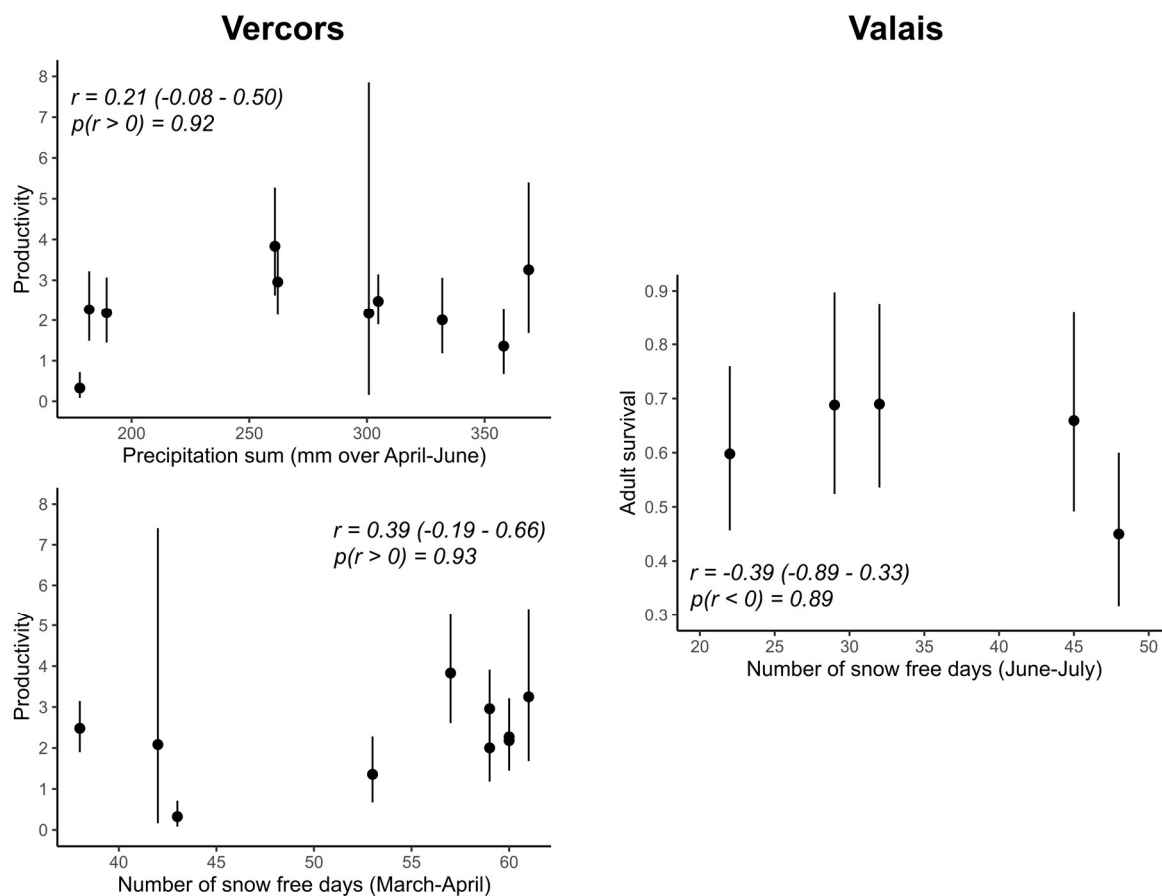 Vercors
Valais
8
7
6
5
4
3
2
1
0
Productivity
r = 0.21 (-0.08 - 0.50)
p(r > 0) = 0.92
200 250 300 350
Precipitation sum (mm over April-June)
8
7
6
5
4
3
2
1
0
Productivity
r = 0.39 (-0.19 - 0.66)
p(r > 0) = 0.93
40 45 50 55 60
Number of snow free days (March-April)
0.9
0.8
0.7
0.6
0.5
0.4
0.3
Adult survival
r = -0.39 (-0.89 - 0.33)
p(r < 0) = 0.89
20 25 30 35 40 45 50
Number of snow free days (June-July)